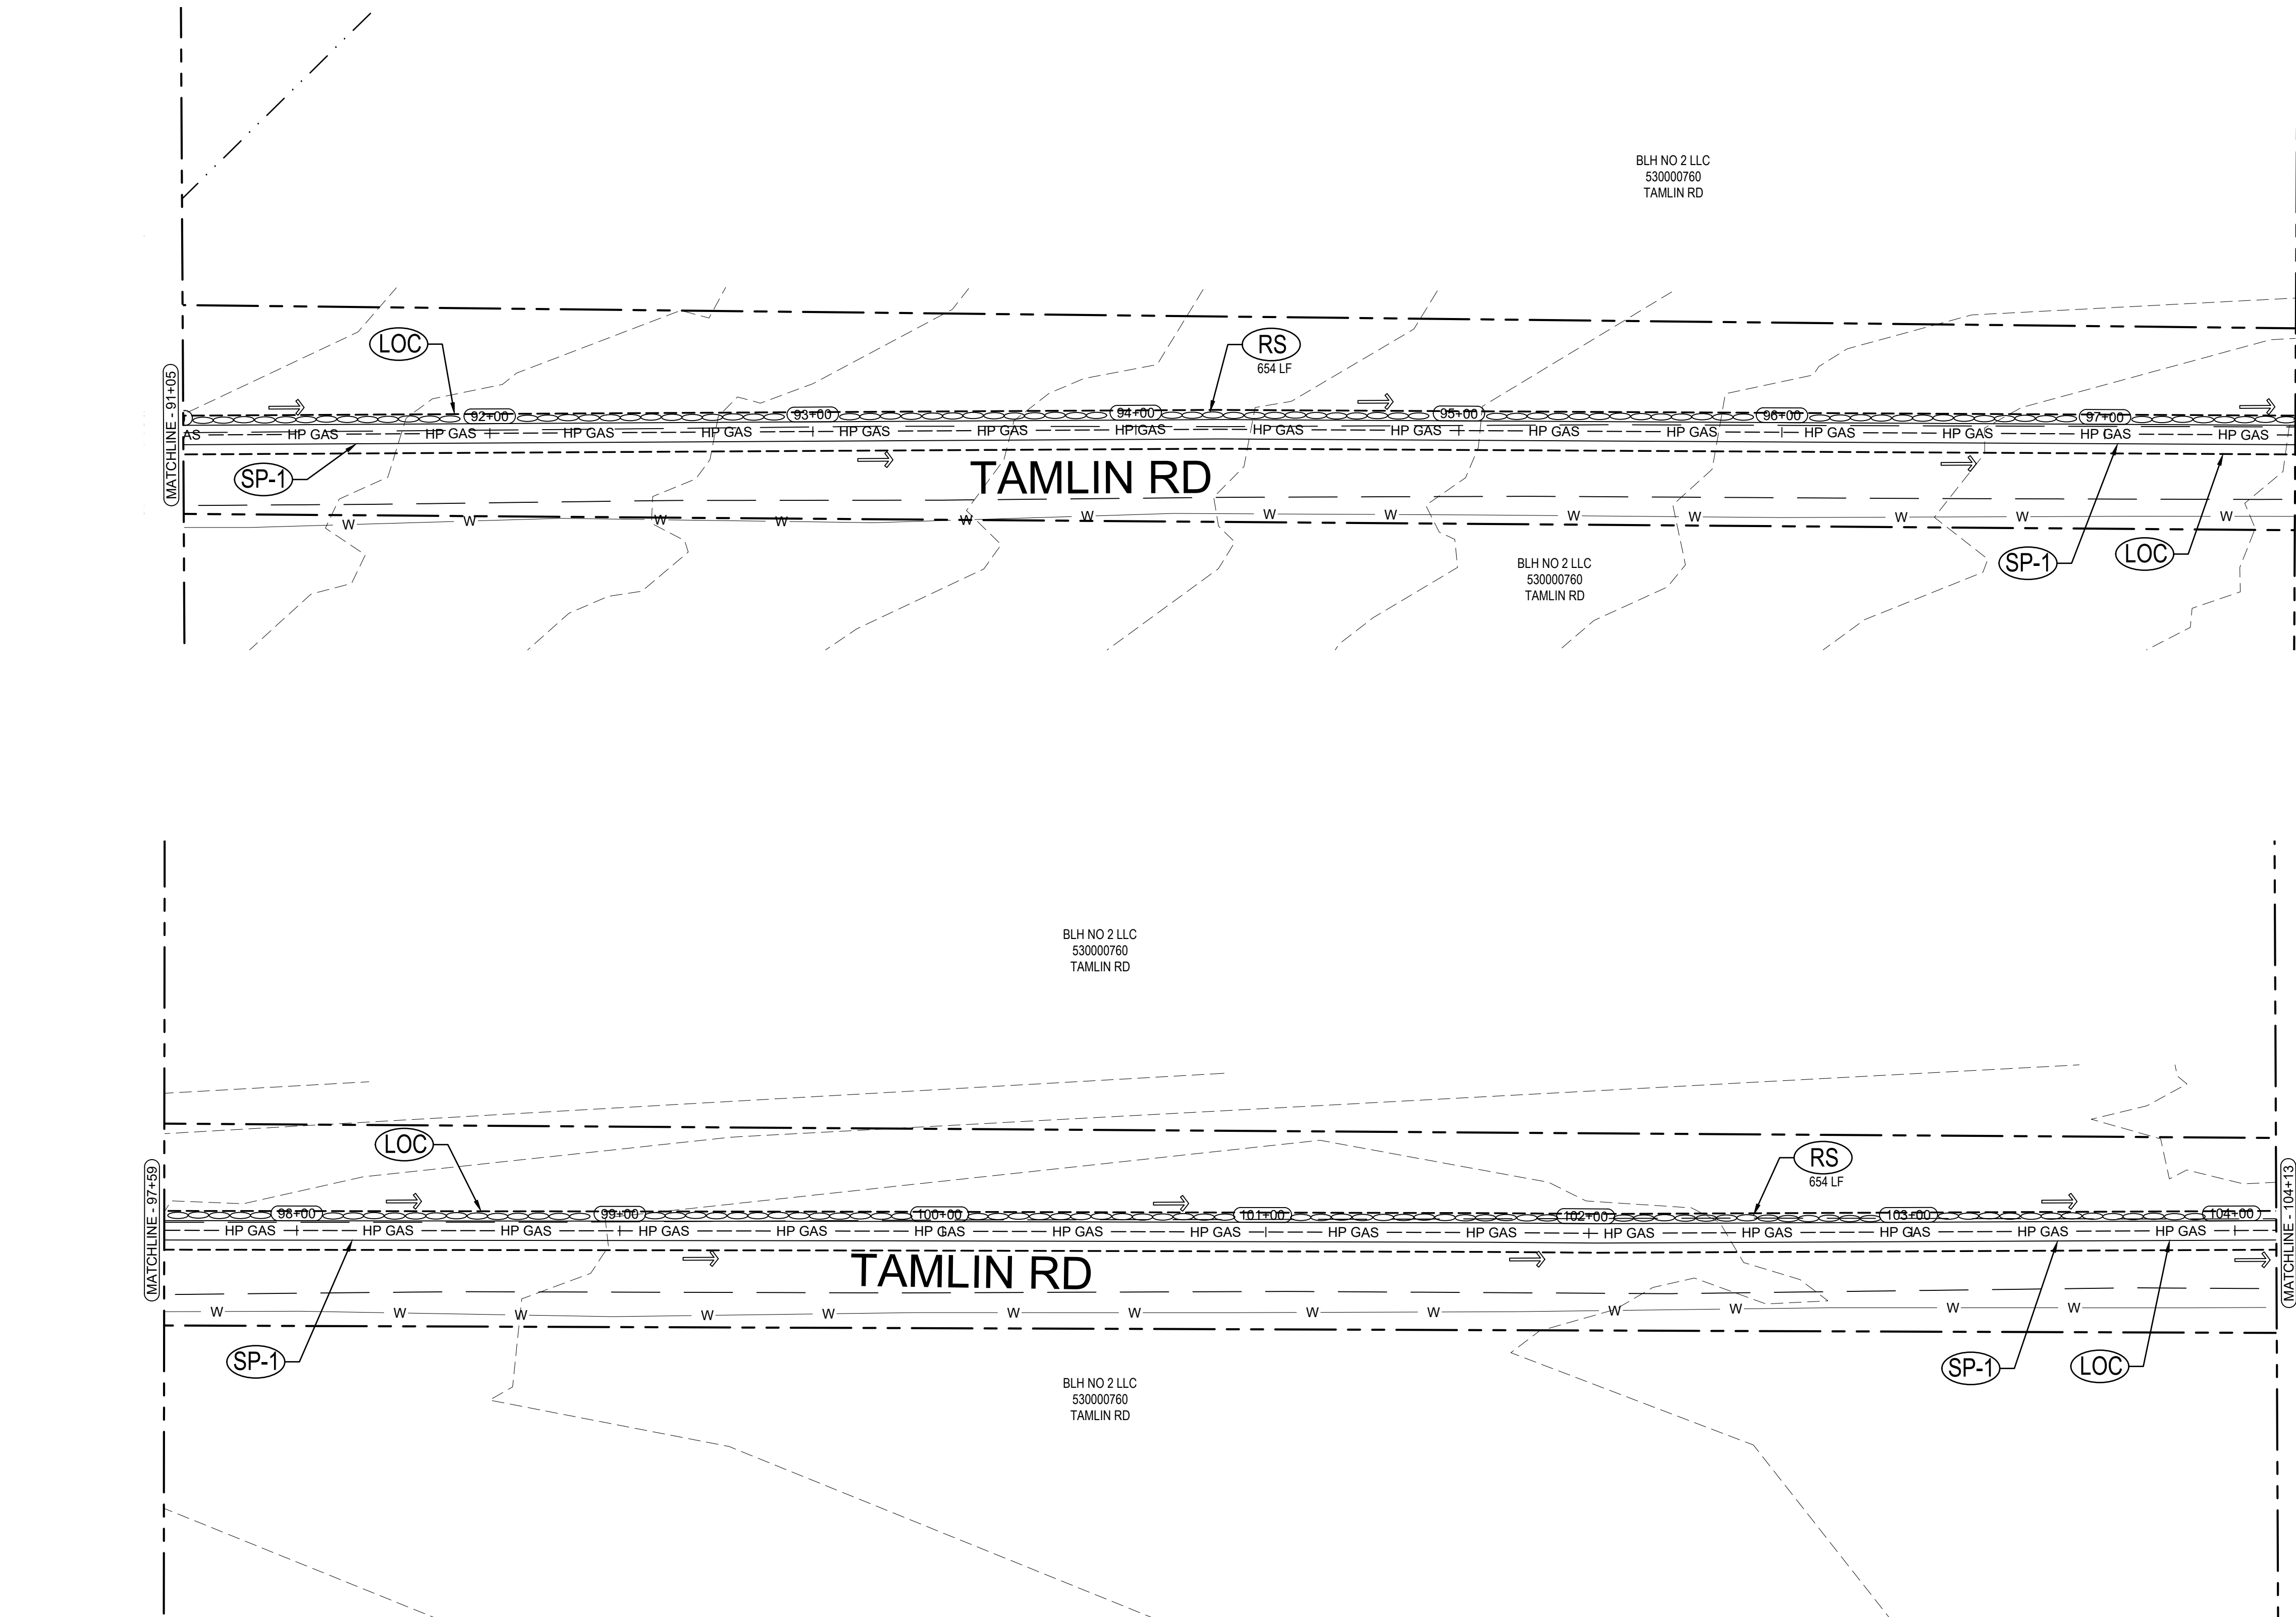 BLH NO 2 LLC
530000760
TAMLIN RD
LOC
RS
654 LF
MATCHLINE - 91+05
92+00
93+00
94+00
95+00
96+00
97+00
AS HP GAS HP GAS HP GAS HP GAS HP GAS HP GAS HP GAS HP GAS HP GAS HP GAS HP GAS HP GAS HP GAS HP GAS HP GAS
SP-1
TAMLIN RD
W W W W W W W W W W W W W
SP-1
LOC
BLH NO 2 LLC
530000760
TAMLIN RD
BLH NO 2 LLC
530000760
TAMLIN RD
LOC
RS
654 LF
MATCHLINE - 97+59
98+00
99+00
100+00
101+00
102+00
103+00
104+00
MATCHLINE - 104+13
HP GAS HP GAS HP GAS HP GAS HP GAS HP GAS HP GAS HP GAS HP GAS HP GAS HP GAS HP GAS HP GAS HP GAS HP GAS
TAMLIN RD
W W W W W W W W W W W W W
SP-1
SP-1
LOC
BLH NO 2 LLC
530000760
TAMLIN RD